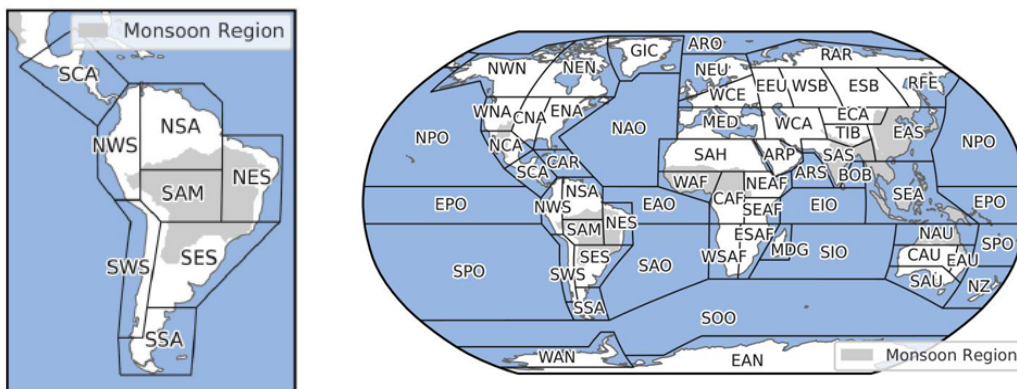 Monsoon Region
SCA
NWS
NSA
SAM
NES
SWS
SES
SSA
GIC
ARO
NWN
NEN
NEU
RAR
WCE
EEU
WSB
ESB
RFE
WNA
CNA
ENA
MED
WCA
ECA
TIB
EAS
NPO
NAO
NPO
NCA
SCA
CAR
SAH
ARP
SAS
ARS
BOB
WAF
CAF
NEAF
EPO
NWS
NSA
EAO
SEAF
EIO
SEA
EPO
SAM
NES
ESAF
MDG
NAU
SPO
SES
SWS
SAO
WSAF
SIO
CAU
EAU
SPO
SAU
NZ
SSA
SOO
WAN
EAN
Monsoon Region